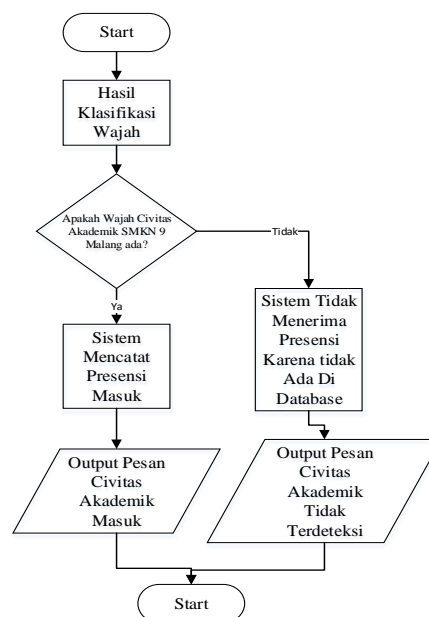 Start
Hasil
Klasifikasi
Wajah
Apakah Wajah Civitas
Akademik SMKN 9
Malang ada?
Tidak
Ya
Sistem
Mencatat
Presensi
Masuk
Sistem Tidak
Menerima
Presensi
Karena tidak
Ada Di
Database
Output Pesan
Civitas
Akademik
Masuk
Output Pesan
Civitas
Akademik
Tidak
Terdeteksi
Start